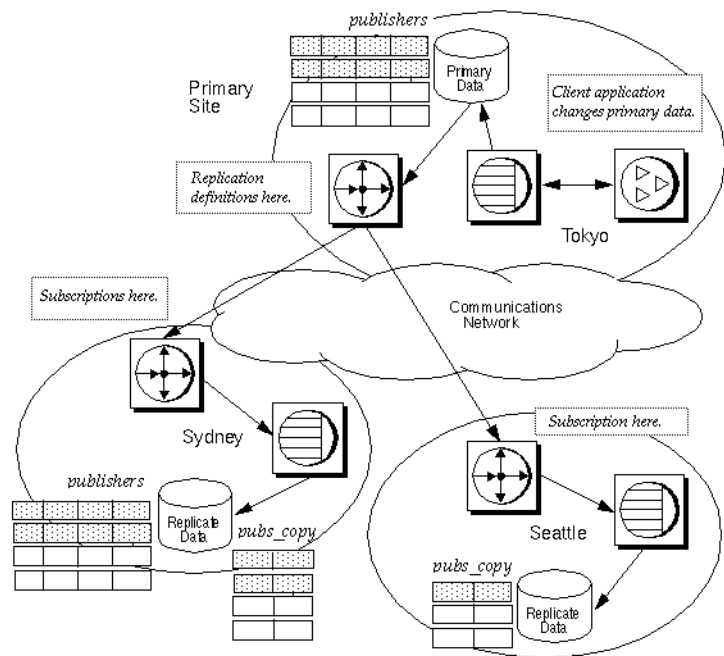 publishers
Primary
Data
Primary
Site
Client application
changes primary data.
Replication
definitions here.
Tokyo
Subscriptions here.
Communications
Network
Sydney
Subscription here.
publishers
Replicate
Data
pubs_copy
Seattle
pubs_copy
Replicate
Data